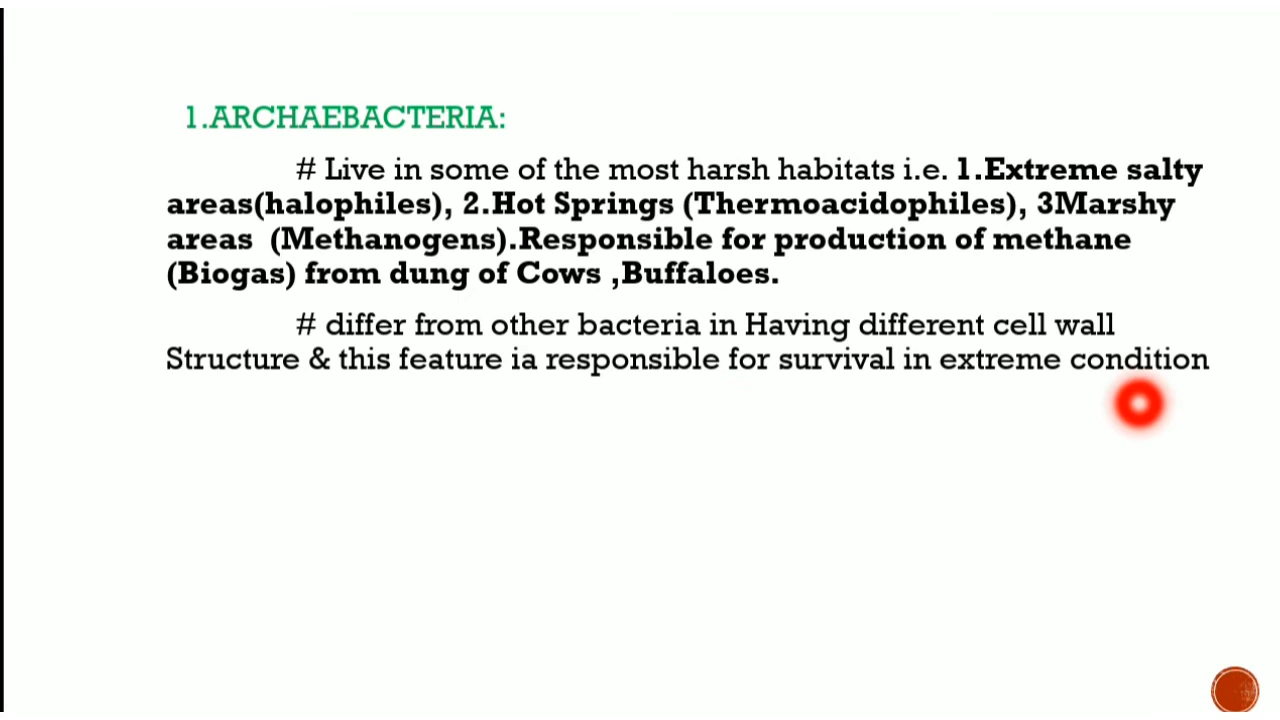 1.ARCHAEBACTERIA:
# Live in some of the most harsh habitats i.e. 1.Extreme salty
areas(halophiles), 2.Hot Springs (Thermoacidophiles), 3Marshy
areas (Methanogens).Responsible for production of methane
(Biogas) from dung of Cows ,Buffaloes.
# differ from other bacteria in Having different cell wall
Structure & this feature ia responsible for survival in extreme condition